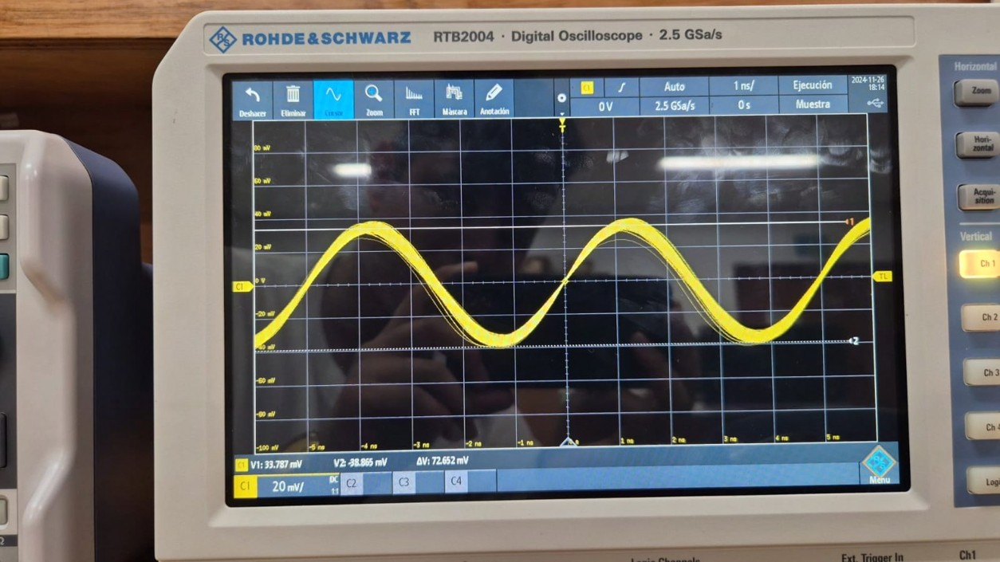 ROHDE&SCHWARZ RTB2004 · Digital Oscilloscope · 2.5 GSa/s
Deshacer Eliminar Cursor Zoom FFT Máscara Anotación
C1 Auto 1 ns/ Ejecución 2024-11-26
18:14
0 V 2.5 GSa/s 0 s Muestra
T
80 mV
60 mV
40 mV
1
20 mV
C1 0 V TL
-20 mV
-40 mV 2
-60 mV
-80 mV
-100 mV -5 ns -4 ns -3 ns -2 ns -1 ns 1 ns 2 ns 3 ns 4 ns 5 ns
C1 V1: 33.787 mV V2: -38.865 mV ΔV: 72.652 mV
C1 20 mV/ DC
1:1 C2 C3 C4 Menu
Horizontal
Zoom
Hori-
zontal
Acqui-
sition
Vertical
Ch 1
Ch 2
Ch 3
Ch 4
Logi
Logic Channels Ext. Trigger In Ch1
Ω